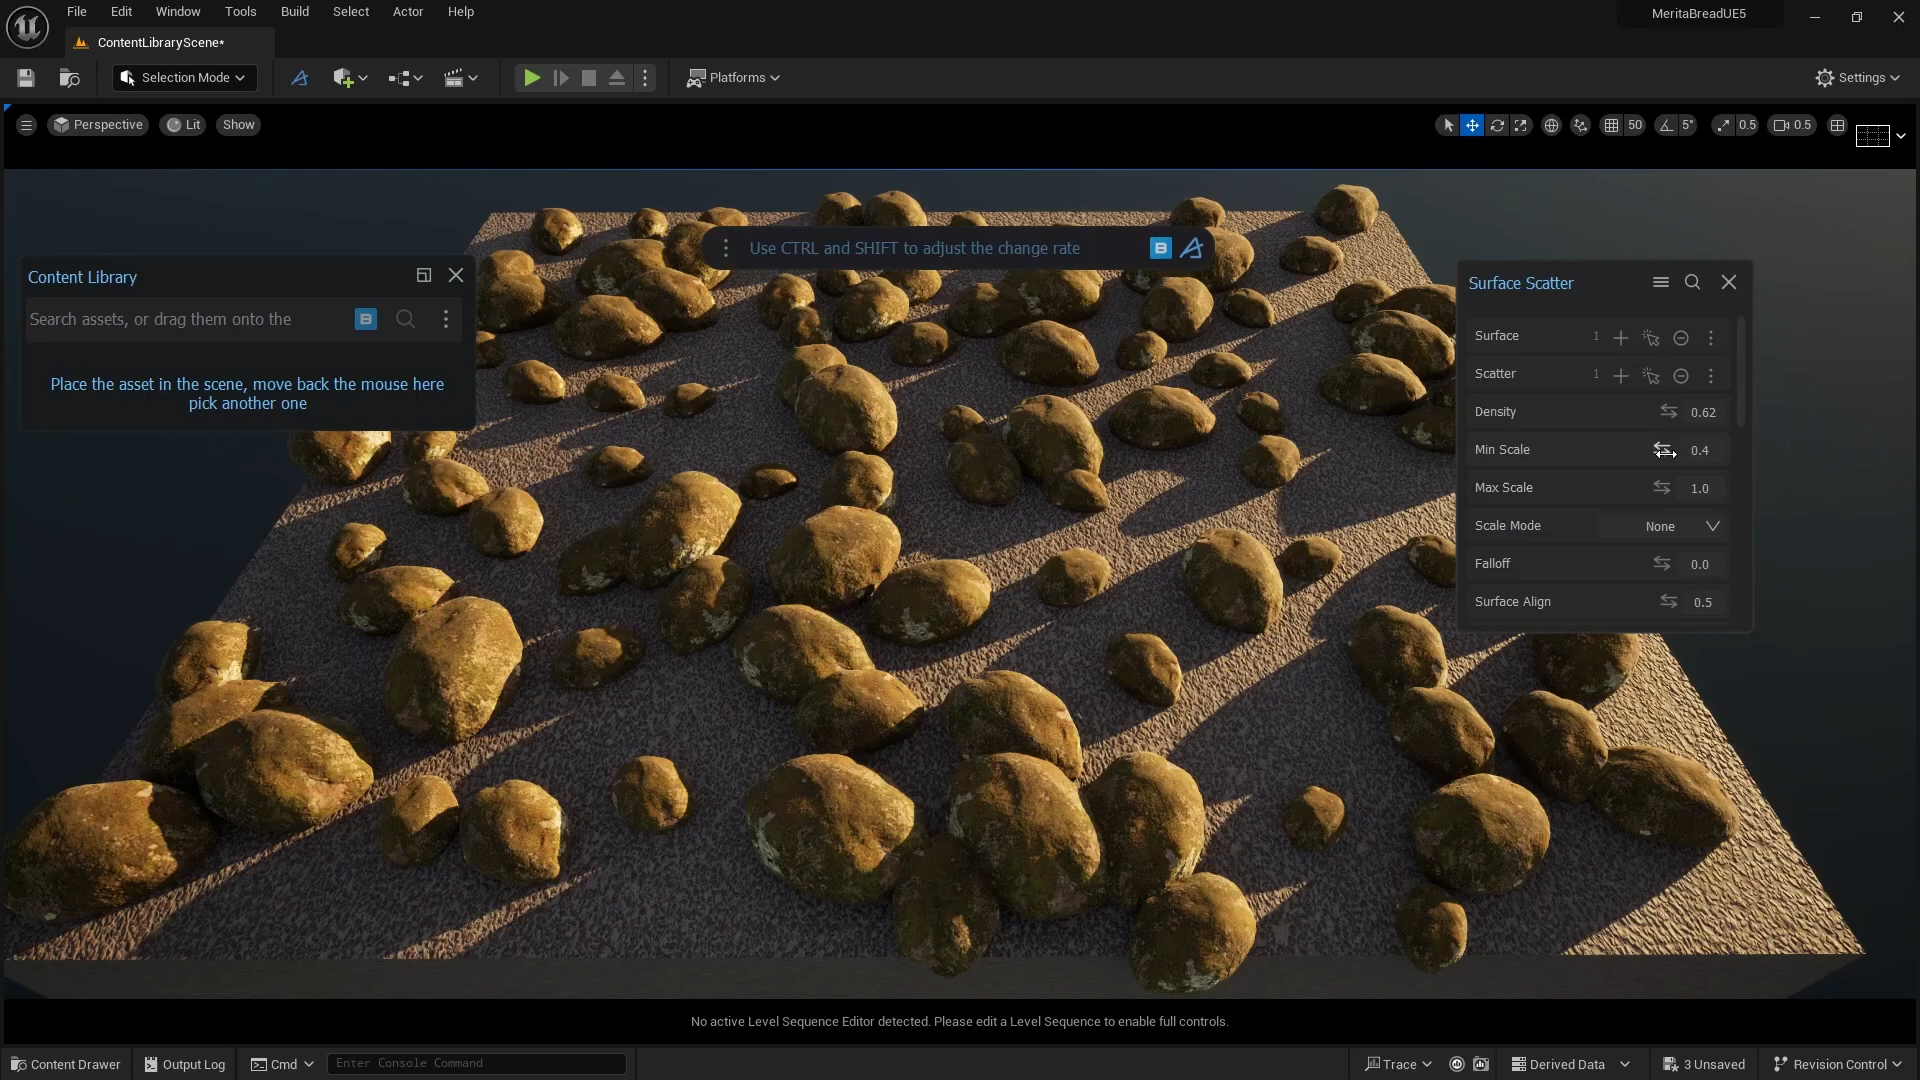 File Edit Window Tools Build Select Actor Help
MeritaBreadUE5
ContentLibraryScene*
Selection Mode
Platforms
Settings
Perspective Lit Show
50 5° 0.5 0.5
Use CTRL and SHIFT to adjust the change rate
B
Content Library
Search assets, or drag them onto the
B
Place the asset in the scene, move back the mouse here
pick another one
Surface Scatter
Surface 1
Scatter 1
Density 0.62
Min Scale 0.4
Max Scale 1.0
Scale Mode None
Falloff 0.0
Surface Align 0.5
No active Level Sequence Editor detected. Please edit a Level Sequence to enable full controls.
Content Drawer Output Log Cmd Enter Console Command Trace Derived Data 3 Unsaved Revision Control